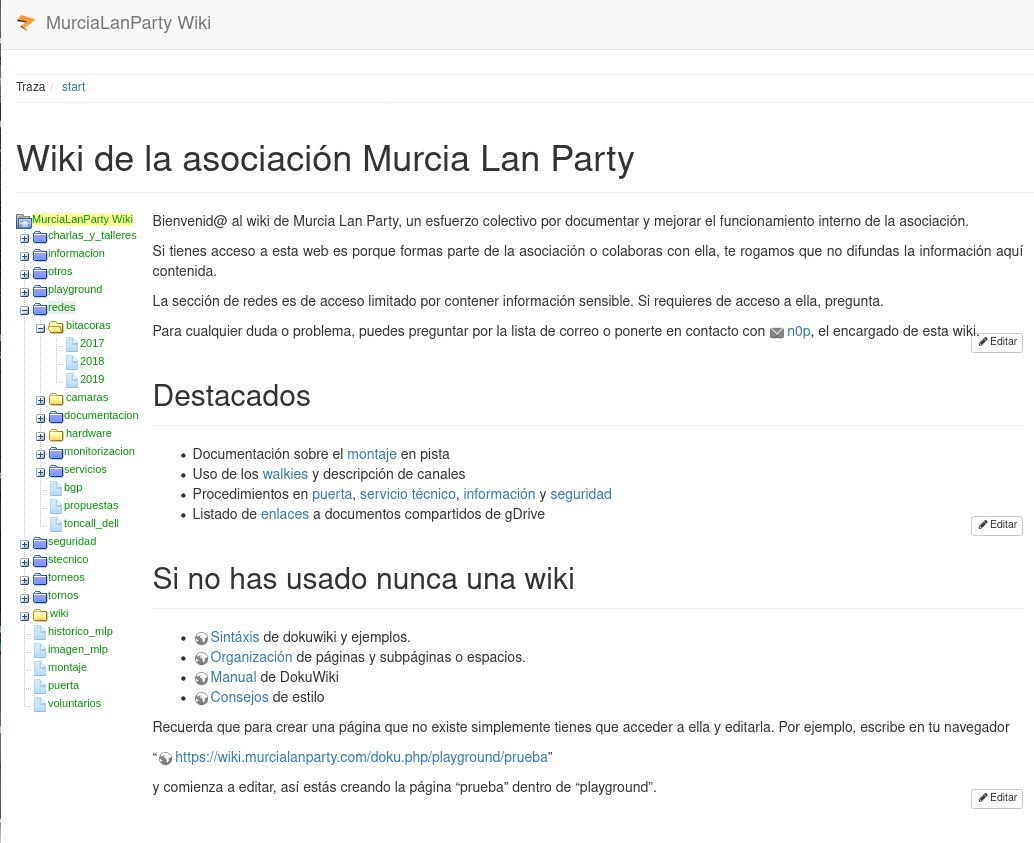 MurciaLanParty Wiki
Traza / start
Wiki de la asociación Murcia Lan Party
MurciaLanParty Wiki
charlas_y_talleres
informacion
otros
playground
redes
bitacoras
2017
2018
2019
camaras
documentacion
hardware
monitorizacion
servicios
bgp
propuestas
toncall_dell
seguridad
stecnico
torneos
tornos
wiki
historico_mlp
imagen_mlp
montaje
puerta
voluntarios
Bienvenid@ al wiki de Murcia Lan Party, un esfuerzo colectivo por documentar y mejorar el funcionamiento interno de la asociación.
Si tienes acceso a esta web es porque formas parte de la asociación o colaboras con ella, te rogamos que no difundas la información aquí
contenida.
La sección de redes es de acceso limitado por contener información sensible. Si requieres de acceso a ella, pregunta.
Para cualquier duda o problema, puedes preguntar por la lista de correo o ponerte en contacto con n0p, el encargado de esta wiki.
Editar
Destacados
• Documentación sobre el montaje en pista
• Uso de los walkies y descripción de canales
• Procedimientos en puerta, servicio técnico, información y seguridad
• Listado de enlaces a documentos compartidos de gDrive
Editar
Si no has usado nunca una wiki
• Sintáxis de dokuwiki y ejemplos.
• Organización de páginas y subpáginas o espacios.
• Manual de DokuWiki
• Consejos de estilo
Recuerda que para crear una página que no existe simplemente tienes que acceder a ella y editarla. Por ejemplo, escribe en tu navegador
“https://wiki.murcialanparty.com/doku.php/playground/prueba”
y comienza a editar, así estás creando la página “prueba” dentro de “playground”.
Editar